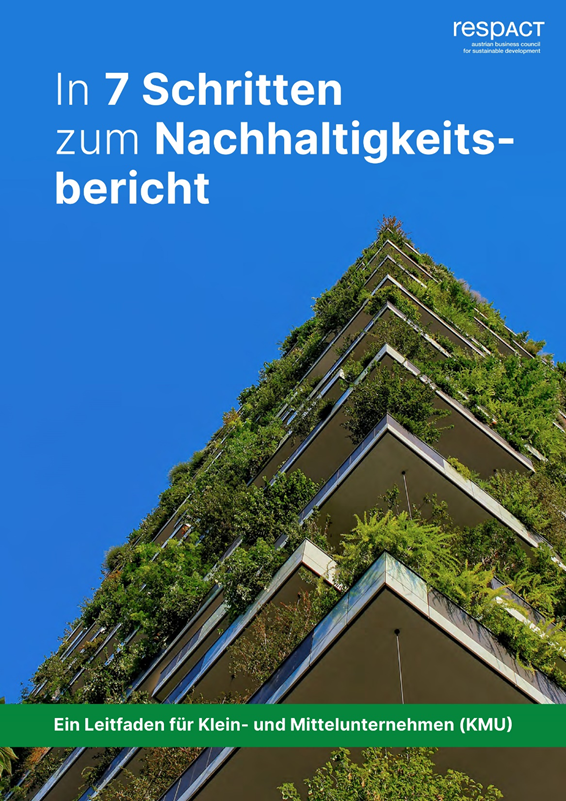 respACT
austrian business council
for sustainable development
In 7 Schritten
zum Nachhaltigkeits-
bericht
Ein Leitfaden für Klein- und Mittelunternehmen (KMU)